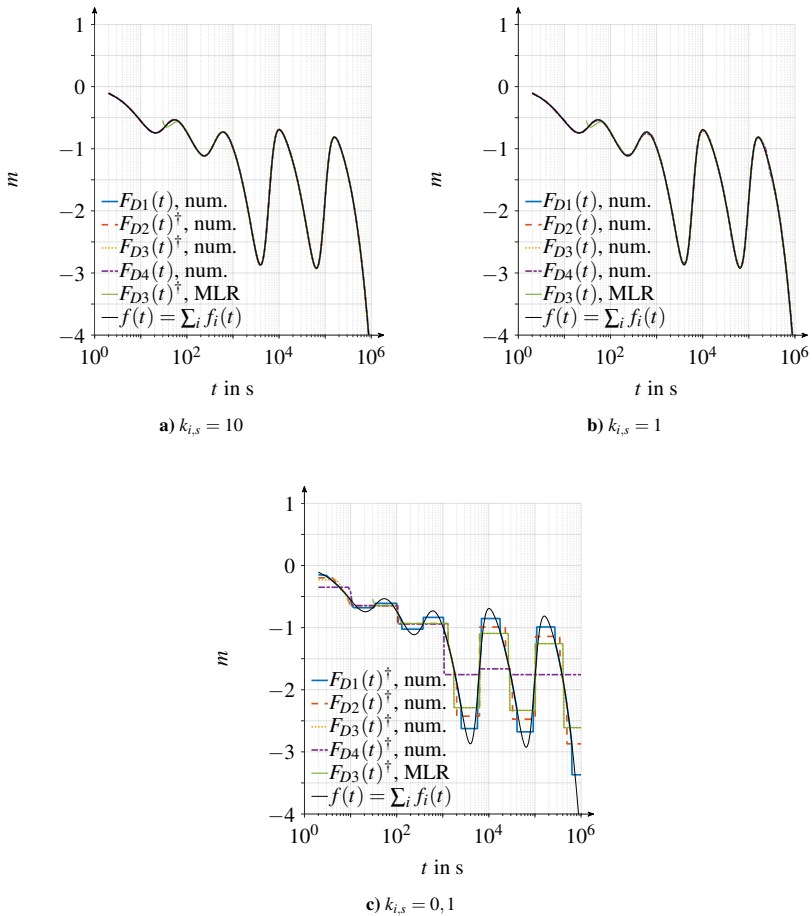 1
0
−1
−2
−3
−4
m
F_{D1}(t), num.
F_{D2}(t)^†, num.
F_{D3}(t)^†, num.
F_{D4}(t), num.
F_{D3}(t)^†, MLR
f(t) = ∑_i f_i(t)
10^0 10^2 10^4 10^6
t in s
a) k_{i,s} = 10
1
0
−1
−2
−3
−4
m
F_{D1}(t), num.
F_{D2}(t), num.
F_{D3}(t), num.
F_{D4}(t), num.
F_{D3}(t), MLR
f(t) = ∑_i f_i(t)
10^0 10^2 10^4 10^6
t in s
b) k_{i,s} = 1
1
0
−1
−2
−3
−4
m
F_{D1}(t)^†, num.
F_{D2}(t)^†, num.
F_{D3}(t)^†, num.
F_{D4}(t)^†, num.
F_{D3}(t)^†, MLR
f(t) = ∑_i f_i(t)
10^0 10^2 10^4 10^6
t in s
c) k_{i,s} = 0,1